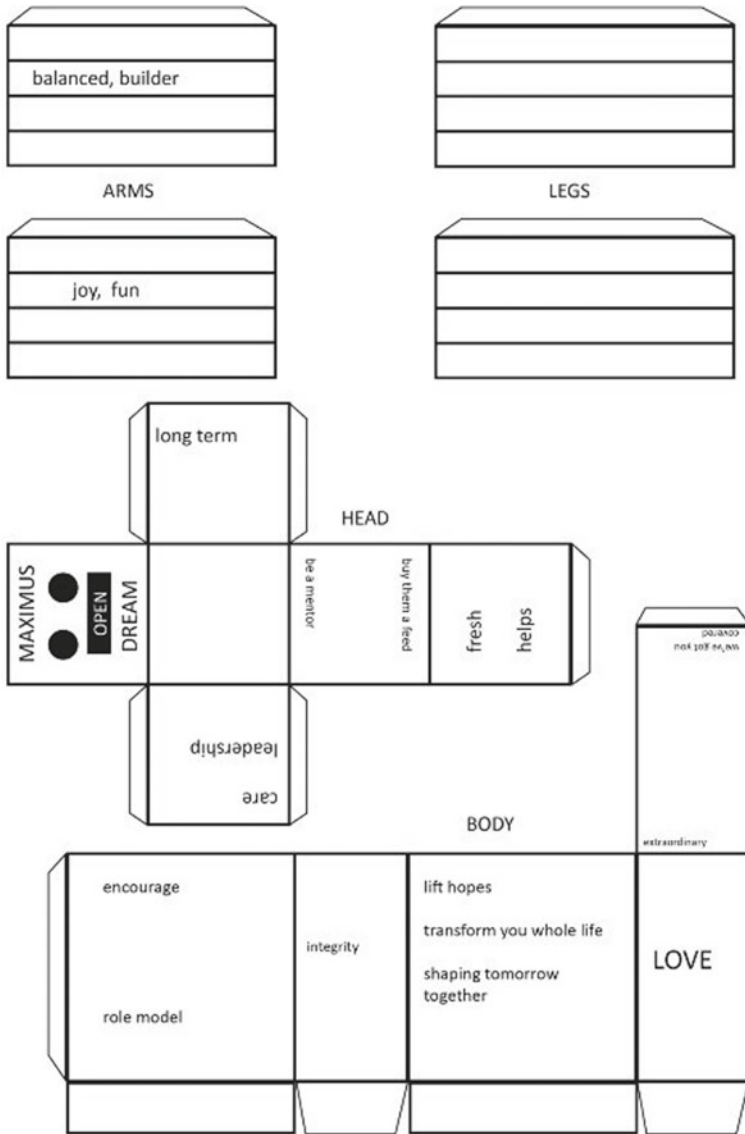 balanced, builder
ARMS
LEGS
joy, fun
long term
HEAD
MAXIMUS
OPEN
DREAM
be a mentor
buy them a feed
fresh
helps
we've got you
covered
leadership
care
BODY
extraordinary
encourage
integrity
lift hopes
transform you whole life
shaping tomorrow
together
LOVE
role model